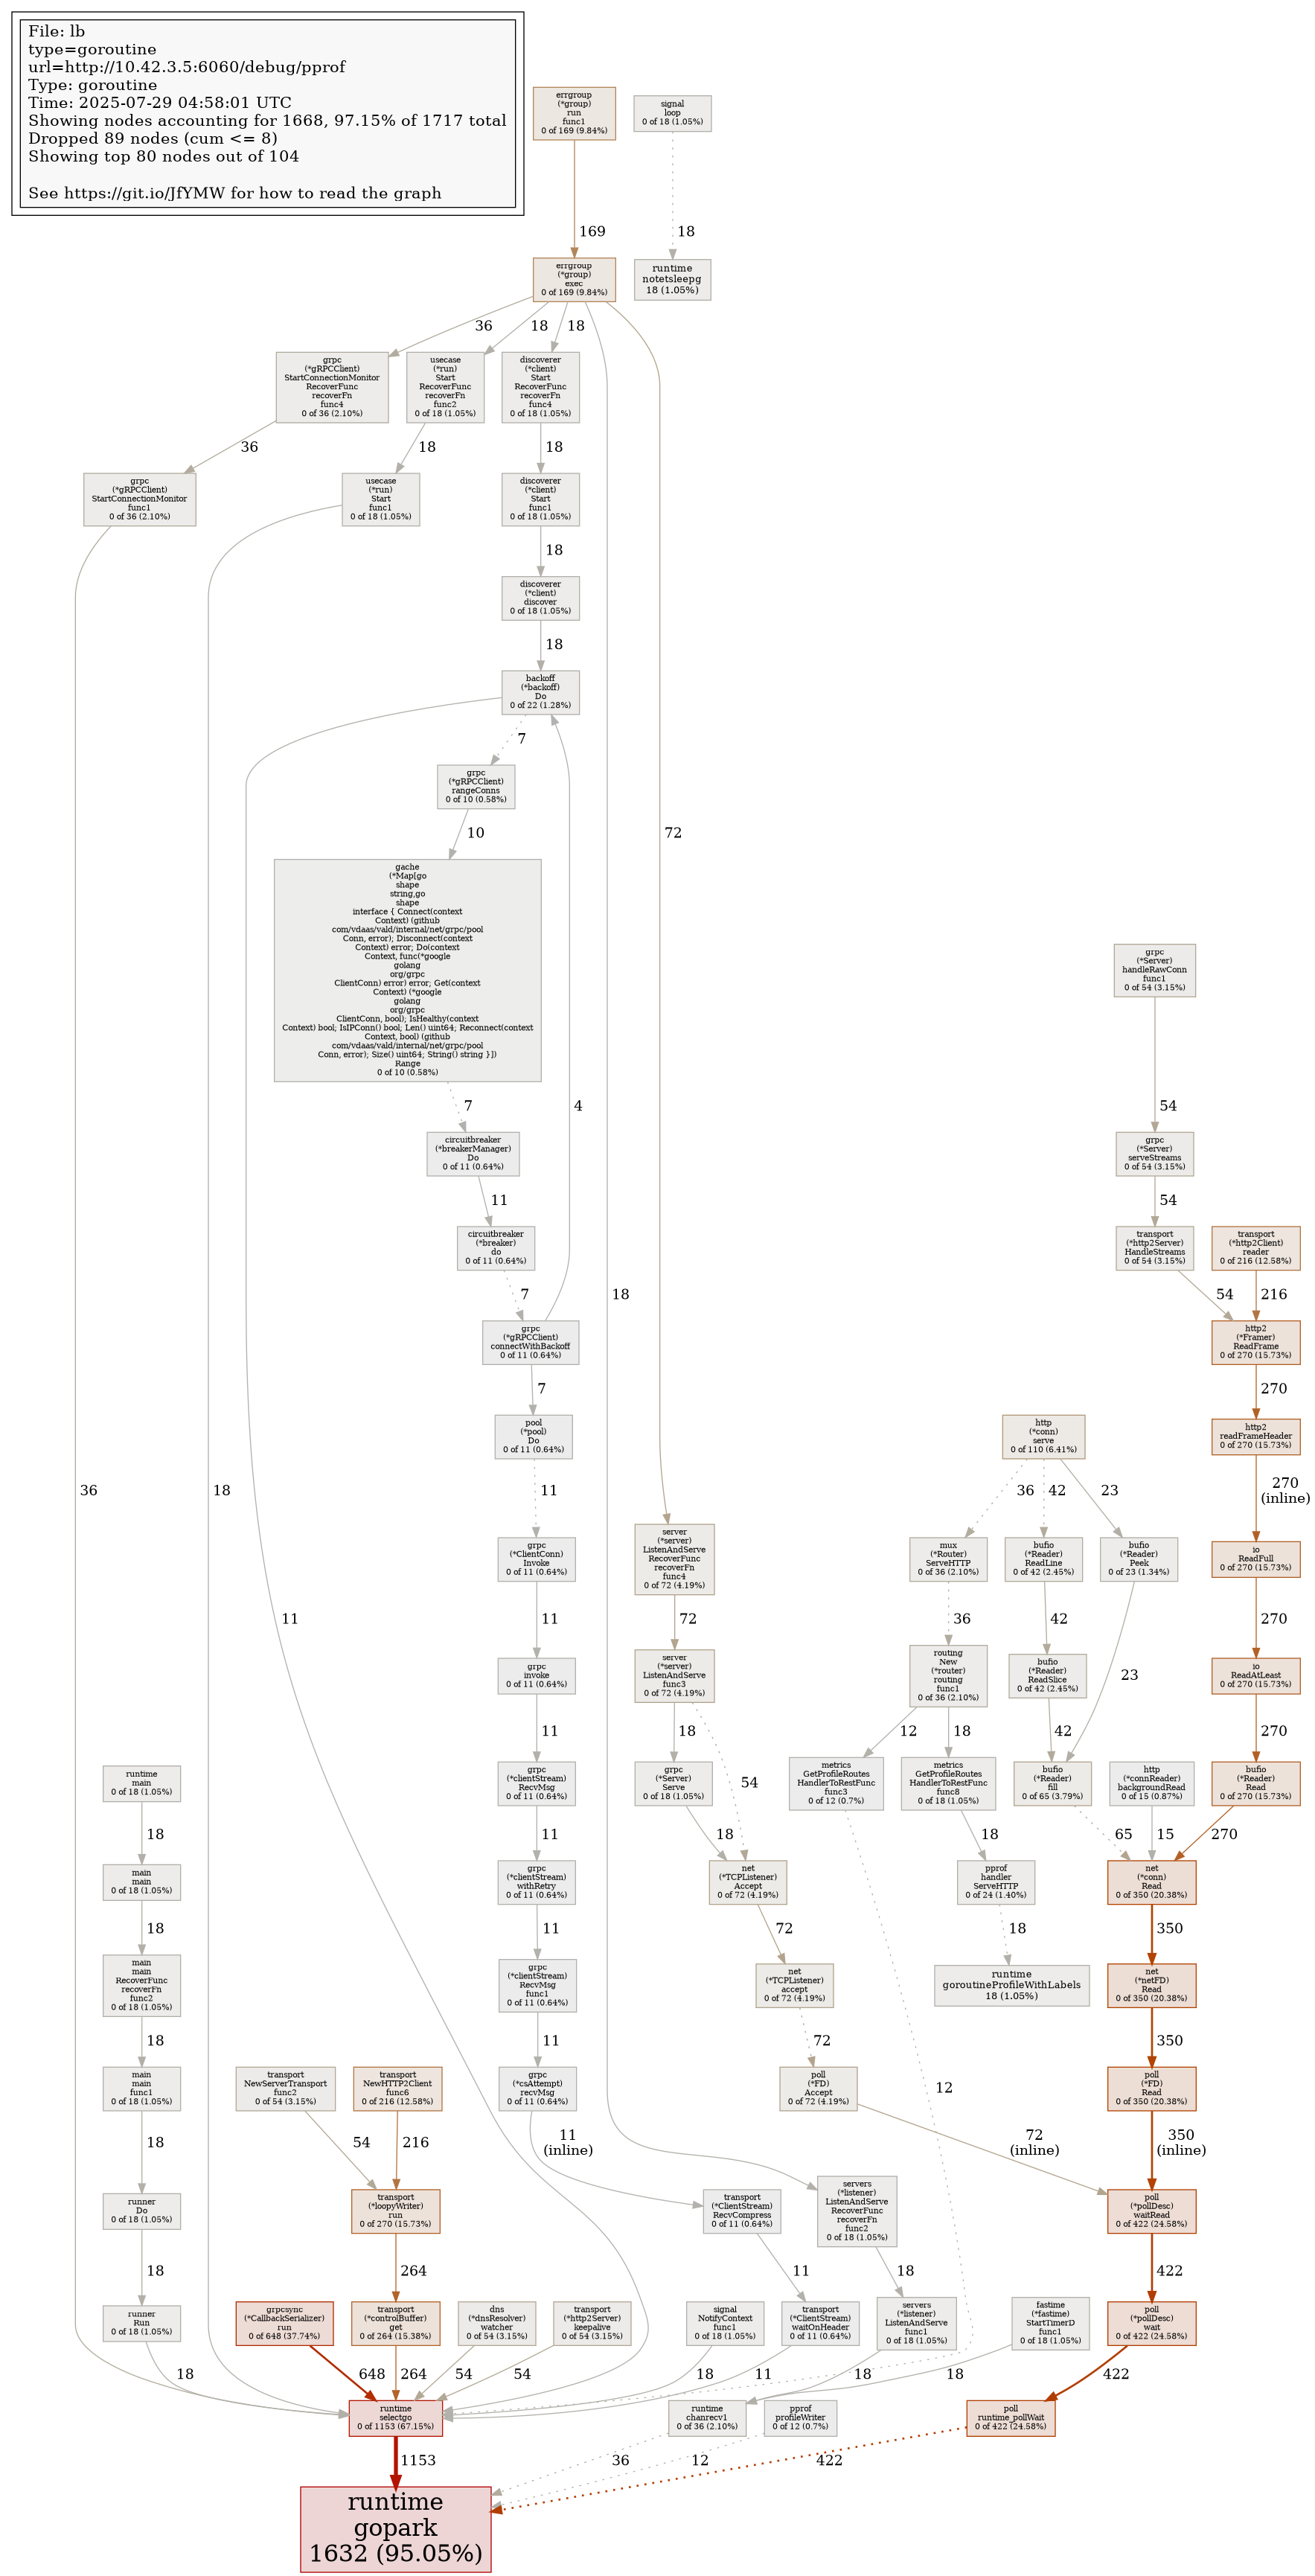 File: lb
type=goroutine
url=http://10.42.3.5:6060/debug/pprof
Type: goroutine
Time: 2025-07-29 04:58:01 UTC
Showing nodes accounting for 1668, 97.15% of 1717 total
Dropped 89 nodes (cum <= 8)
Showing top 80 nodes out of 104
See https://git.io/JfYMW for how to read the graph
errgroup
(*group)
run
func1
0 of 169 (9.84%)
signal
loop
0 of 18 (1.05%)
169
18
errgroup
(*group)
exec
0 of 169 (9.84%)
runtime
notetsleepg
18 (1.05%)
36
18
18
grpc
(*gRPCClient)
StartConnectionMonitor
RecoverFunc
recoverFn
func4
0 of 36 (2.10%)
usecase
(*run)
Start
RecoverFunc
recoverFn
func2
0 of 18 (1.05%)
discoverer
(*client)
Start
RecoverFunc
recoverFn
func4
0 of 18 (1.05%)
36
18
18
grpc
(*gRPCClient)
StartConnectionMonitor
func1
0 of 36 (2.10%)
usecase
(*run)
Start
func1
0 of 18 (1.05%)
discoverer
(*client)
Start
func1
0 of 18 (1.05%)
18
discoverer
(*client)
discover
0 of 18 (1.05%)
18
backoff
(*backoff)
Do
0 of 22 (1.28%)
7
grpc
(*gRPCClient)
rangeConns
0 of 10 (0.58%)
10
72
gache
(*Map[go
shape
string,go
shape
interface { Connect(context
Context) (github
com/vdaas/vald/internal/net/grpc/pool
Conn, error); Disconnect(context
Context) error; Do(context
Context, func(*google
golang
org/grpc
ClientConn) error) error; Get(context
Context) (*google
golang
org/grpc
ClientConn, bool); IsHealthy(context
Context) bool; IsIPConn() bool; Len() uint64; Reconnect(context
Context, bool) (github
com/vdaas/vald/internal/net/grpc/pool
Conn, error); Size() uint64; String() string }])
Range
0 of 10 (0.58%)
grpc
(*Server)
handleRawConn
func1
0 of 54 (3.15%)
7
4
54
circuitbreaker
(*breakerManager)
Do
0 of 11 (0.64%)
grpc
(*Server)
serveStreams
0 of 54 (3.15%)
11
54
circuitbreaker
(*breaker)
do
0 of 11 (0.64%)
transport
(*http2Server)
HandleStreams
0 of 54 (3.15%)
transport
(*http2Client)
reader
0 of 216 (12.58%)
7
18
54
216
grpc
(*gRPCClient)
connectWithBackoff
0 of 11 (0.64%)
http2
(*Framer)
ReadFrame
0 of 270 (15.73%)
7
270
pool
(*pool)
Do
0 of 11 (0.64%)
http
(*conn)
serve
0 of 110 (6.41%)
http2
readFrameHeader
0 of 270 (15.73%)
36
18
11
36
42
23
270
(inline)
server
(*server)
ListenAndServe
RecoverFunc
recoverFn
func4
0 of 72 (4.19%)
grpc
(*ClientConn)
Invoke
0 of 11 (0.64%)
mux
(*Router)
ServeHTTP
0 of 36 (2.10%)
bufio
(*Reader)
ReadLine
0 of 42 (2.45%)
bufio
(*Reader)
Peek
0 of 23 (1.34%)
io
ReadFull
0 of 270 (15.73%)
11
11
72
36
42
270
grpc
invoke
0 of 11 (0.64%)
server
(*server)
ListenAndServe
func3
0 of 72 (4.19%)
routing
New
(*router)
routing
func1
0 of 36 (2.10%)
bufio
(*Reader)
ReadSlice
0 of 42 (2.45%)
23
io
ReadAtLeast
0 of 270 (15.73%)
11
18
54
12
18
42
270
runtime
main
0 of 18 (1.05%)
grpc
(*clientStream)
RecvMsg
0 of 11 (0.64%)
grpc
(*Server)
Serve
0 of 18 (1.05%)
metrics
GetProfileRoutes
HandlerToRestFunc
func3
0 of 12 (0.7%)
metrics
GetProfileRoutes
HandlerToRestFunc
func8
0 of 18 (1.05%)
bufio
(*Reader)
fill
0 of 65 (3.79%)
http
(*connReader)
backgroundRead
0 of 15 (0.87%)
bufio
(*Reader)
Read
0 of 270 (15.73%)
18
11
18
18
65
15
270
main
main
0 of 18 (1.05%)
grpc
(*clientStream)
withRetry
0 of 11 (0.64%)
net
(*TCPListener)
Accept
0 of 72 (4.19%)
pprof
handler
ServeHTTP
0 of 24 (1.40%)
net
(*conn)
Read
0 of 350 (20.38%)
18
11
72
18
350
main
main
RecoverFunc
recoverFn
func2
0 of 18 (1.05%)
grpc
(*clientStream)
RecvMsg
func1
0 of 11 (0.64%)
net
(*TCPListener)
accept
0 of 72 (4.19%)
runtime
goroutineProfileWithLabels
18 (1.05%)
net
(*netFD)
Read
0 of 350 (20.38%)
18
11
72
350
main
main
func1
0 of 18 (1.05%)
transport
NewServerTransport
func2
0 of 54 (3.15%)
transport
NewHTTP2Client
func6
0 of 216 (12.58%)
grpc
(*csAttempt)
recvMsg
0 of 11 (0.64%)
poll
(*FD)
Accept
0 of 72 (4.19%)
12
poll
(*FD)
Read
0 of 350 (20.38%)
18
54
216
11
(inline)
72
(inline)
350
(inline)
runner
Do
0 of 18 (1.05%)
transport
(*loopyWriter)
run
0 of 270 (15.73%)
transport
(*ClientStream)
RecvCompress
0 of 11 (0.64%)
servers
(*listener)
ListenAndServe
RecoverFunc
recoverFn
func2
0 of 18 (1.05%)
poll
(*pollDesc)
waitRead
0 of 422 (24.58%)
18
264
11
18
422
runner
Run
0 of 18 (1.05%)
grpcsync
(*CallbackSerializer)
run
0 of 648 (37.74%)
transport
(*controlBuffer)
get
0 of 264 (15.38%)
dns
(*dnsResolver)
watcher
0 of 54 (3.15%)
transport
(*http2Server)
keepalive
0 of 54 (3.15%)
signal
NotifyContext
func1
0 of 18 (1.05%)
transport
(*ClientStream)
waitOnHeader
0 of 11 (0.64%)
servers
(*listener)
ListenAndServe
func1
0 of 18 (1.05%)
fastime
(*fastime)
StartTimerD
func1
0 of 18 (1.05%)
poll
(*pollDesc)
wait
0 of 422 (24.58%)
18
648
264
54
54
18
11
18
18
422
runtime
selectgo
0 of 1153 (67.15%)
runtime
chanrecv1
0 of 36 (2.10%)
pprof
profileWriter
0 of 12 (0.7%)
poll
runtime_pollWait
0 of 422 (24.58%)
1153
36
12
422
runtime
gopark
1632 (95.05%)